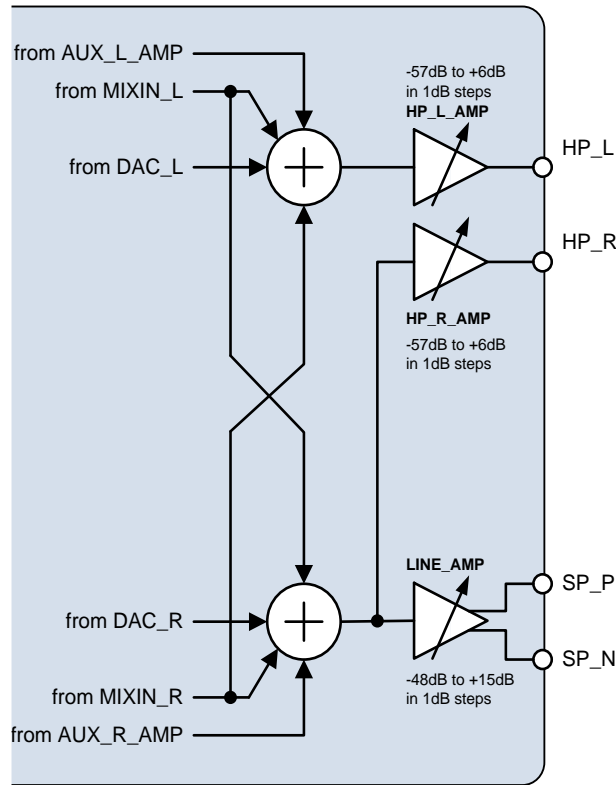 from AUX_L_AMP
from MIXIN_L
from DAC_L
-57dB to +6dB
in 1dB steps
HP_L_AMP
HP_L
HP_R
HP_R_AMP
-57dB to +6dB
in 1dB steps
LINE_AMP
SP_P
from DAC_R
SP_N
from MIXIN_R
-48dB to +15dB
in 1dB steps
from AUX_R_AMP